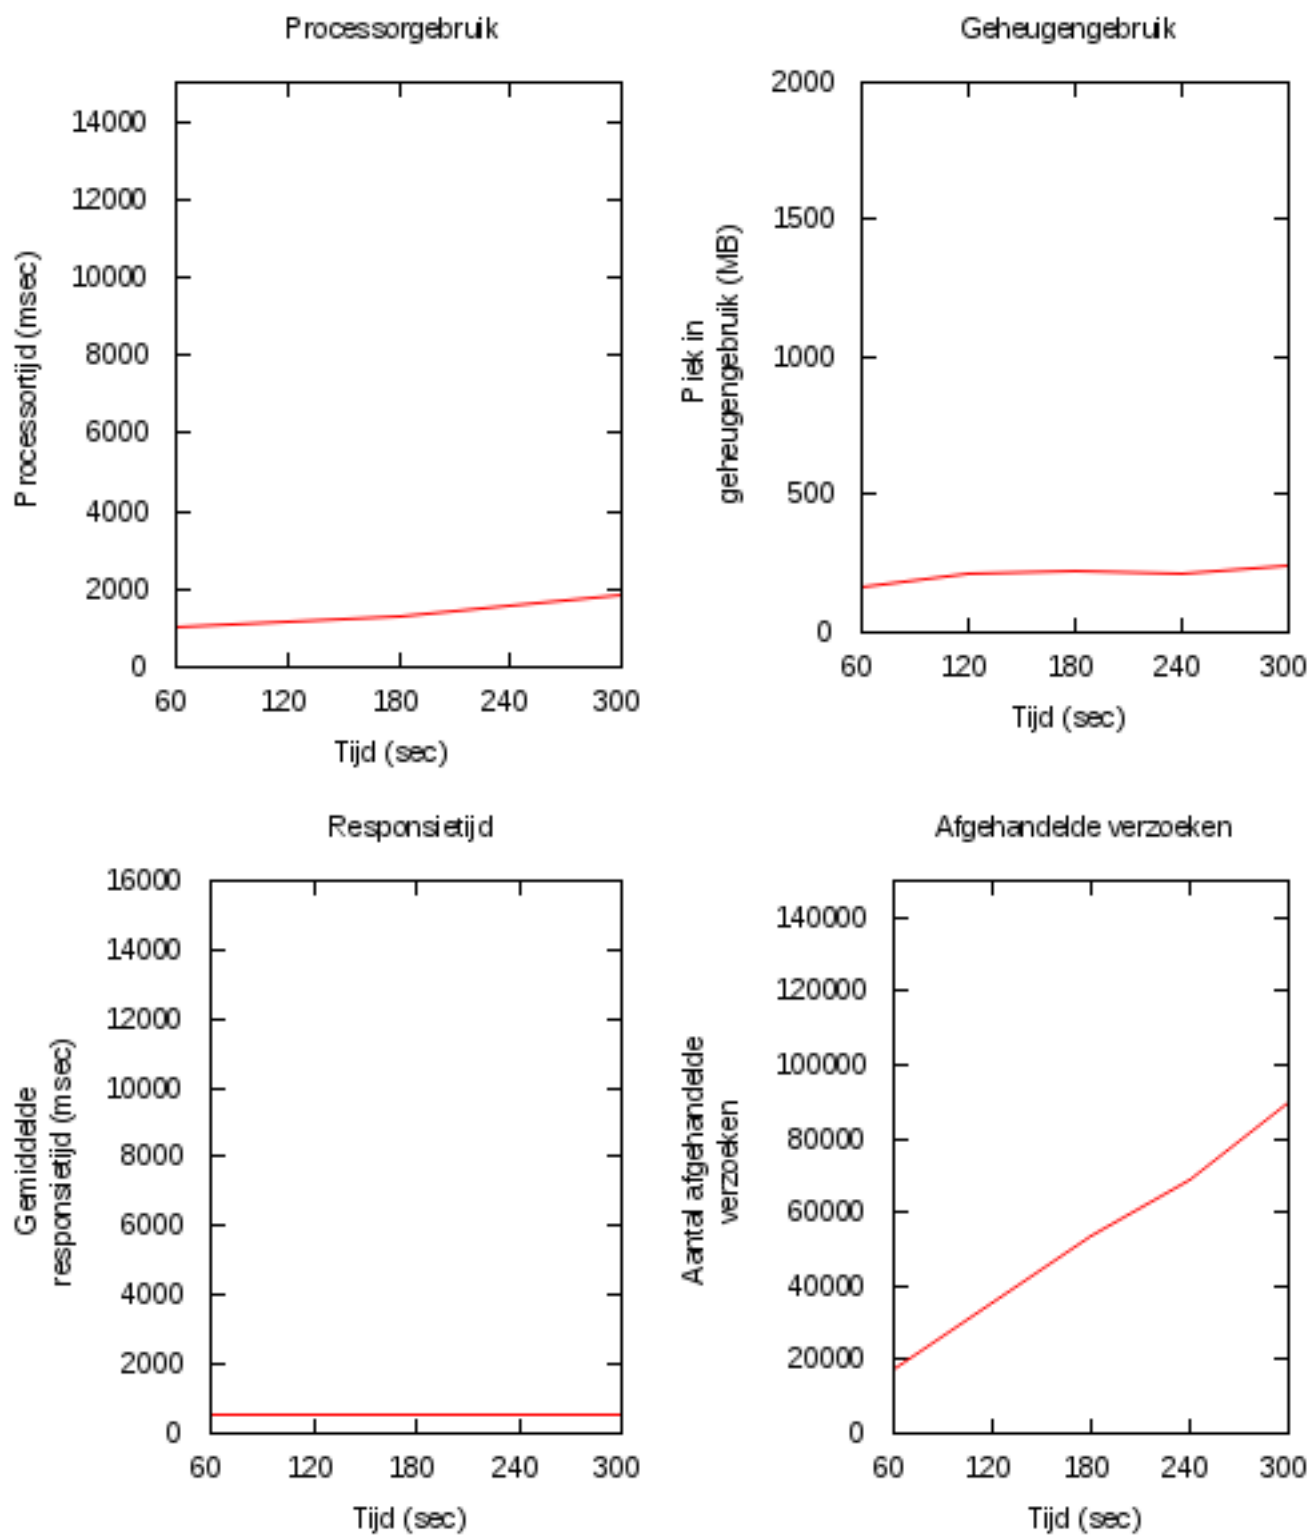 Processorgebruik
14000
12000
10000
8000
6000
4000
2000
0
Processortijd (msec)
60 120 180 240 300
Tijd (sec)
Geheugengebruik
2000
1500
1000
500
0
Piek in
geheugengebruik (MB)
60 120 180 240 300
Tijd (sec)
Responsietijd
16000
14000
12000
10000
8000
6000
4000
2000
0
Gemiddelde
responsietijd (msec)
60 120 180 240 300
Tijd (sec)
Afgehandelde verzoeken
140000
120000
100000
80000
60000
40000
20000
0
Aantal afgehandelde
verzoeken
60 120 180 240 300
Tijd (sec)